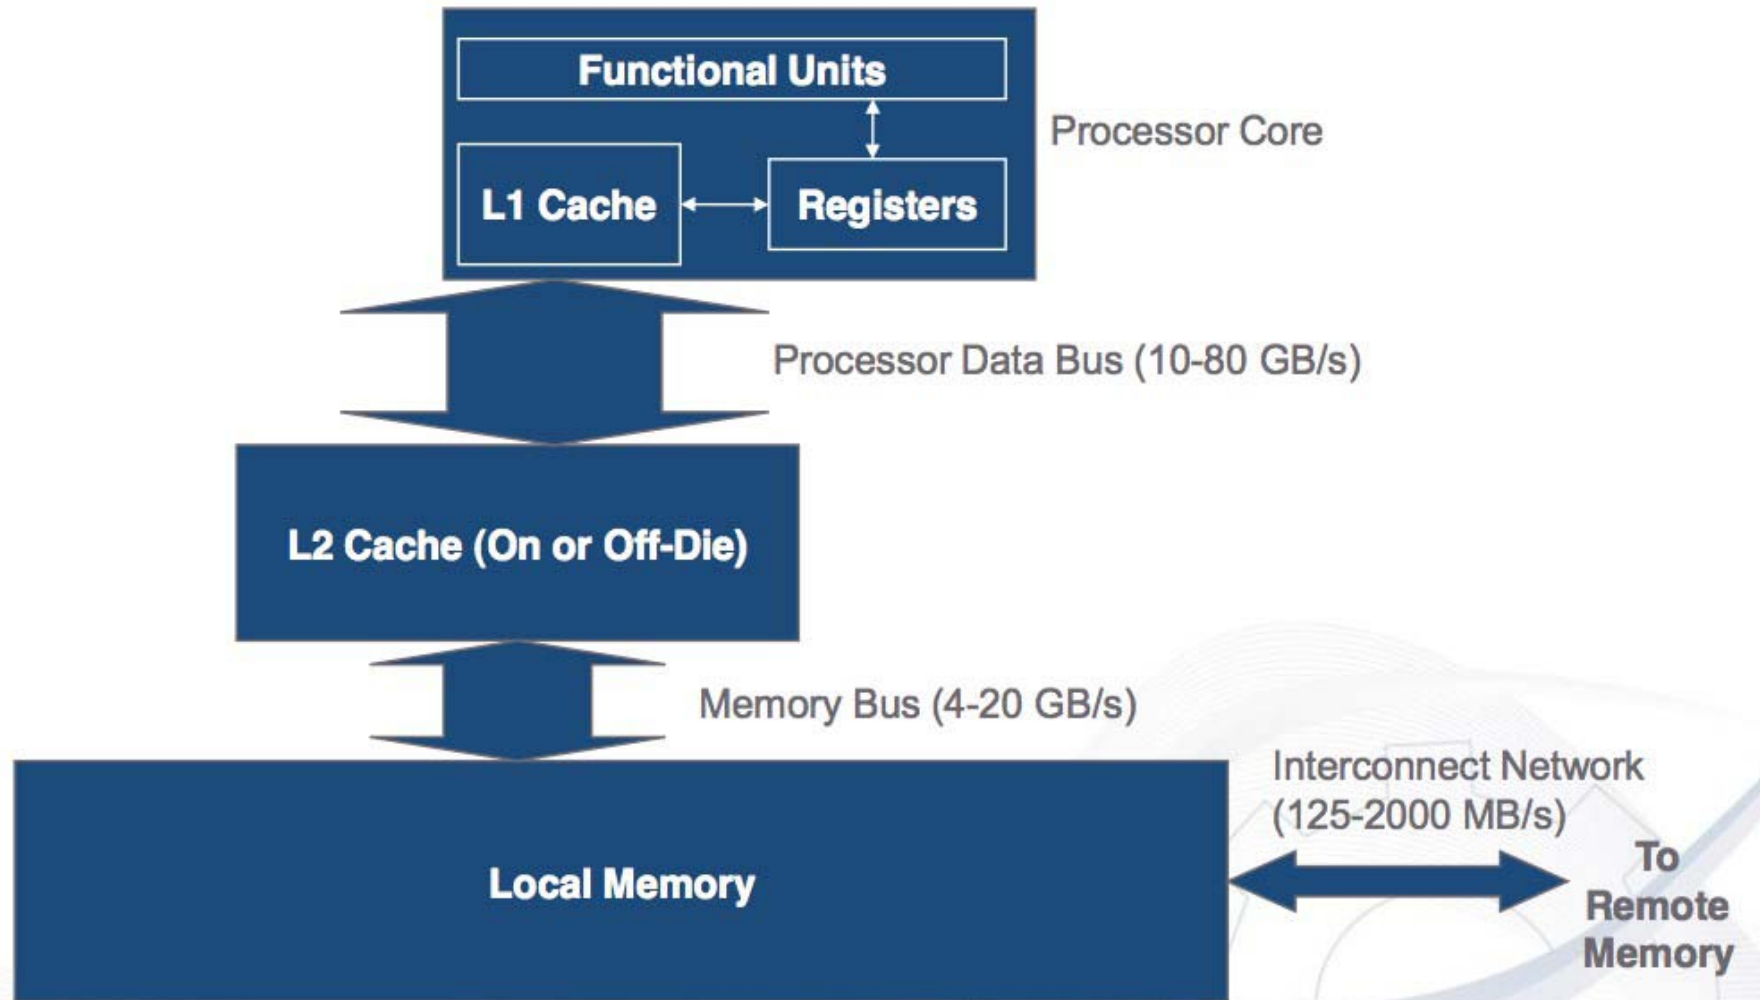 Functional Units
Processor Core
L1 Cache
Registers
Processor Data Bus (10-80 GB/s)
L2 Cache (On or Off-Die)
Memory Bus (4-20 GB/s)
Interconnect Network
(125-2000 MB/s)
Local Memory
To
Remote
Memory